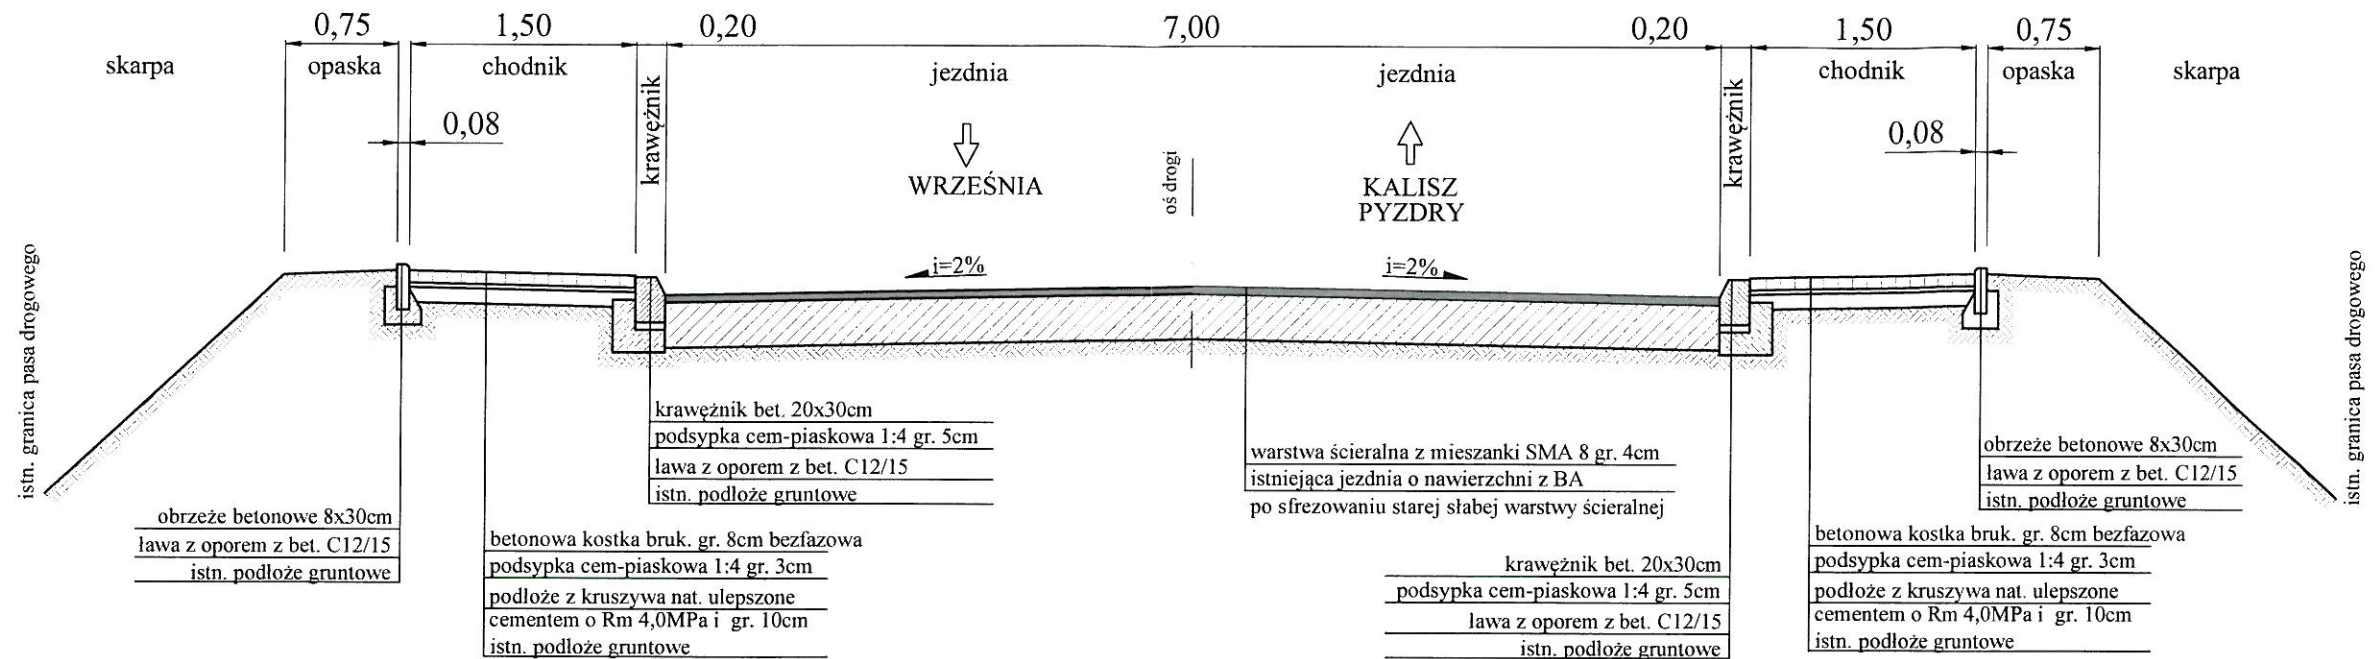 0,75 1,50 0,20 7,00 0,20 1,50 0,75
skarpa opaska chodnik krawężnik jezdnia jezdnia krawężnik chodnik opaska skarpa
0,08 0,08
WRZEŚNIA
oś drogi
KALISZ
PYZDRY
i=2% i=2%
istn. granica pasa drogowego
istn. granica pasa drogowego
krawężnik bet. 20x30cm
podsypka cem-piaskowa 1:4 gr. 5cm
ława z oporem z bet. C12/15
istn. podłoże gruntowe
warstwa ścieralna z mieszanki SMA 8 gr. 4cm
istniejąca jezdnia o nawierzchni z BA
po sfrezowaniu starej słabej warstwy ścieralnej
obrzeże betonowe 8x30cm
ława z oporem z bet. C12/15
istn. podłoże gruntowe
obrzeże betonowe 8x30cm
ława z oporem z bet. C12/15
istn. podłoże gruntowe
betonowa kostka bruk. gr. 8cm bezfazowa
podsypka cem-piaskowa 1:4 gr. 3cm
podłoże z kruszywa nat. ulepszone
cementem o Rm 4,0MPa i gr. 10cm
istn. podłoże gruntowe
krawężnik bet. 20x30cm
podsypka cem-piaskowa 1:4 gr. 5cm
ława z oporem z bet. C12/15
istn. podłoże gruntowe
betonowa kostka bruk. gr. 8cm bezfazowa
podsypka cem-piaskowa 1:4 gr. 3cm
podłoże z kruszywa nat. ulepszone
cementem o Rm 4,0MPa i gr. 10cm
istn. podłoże gruntowe